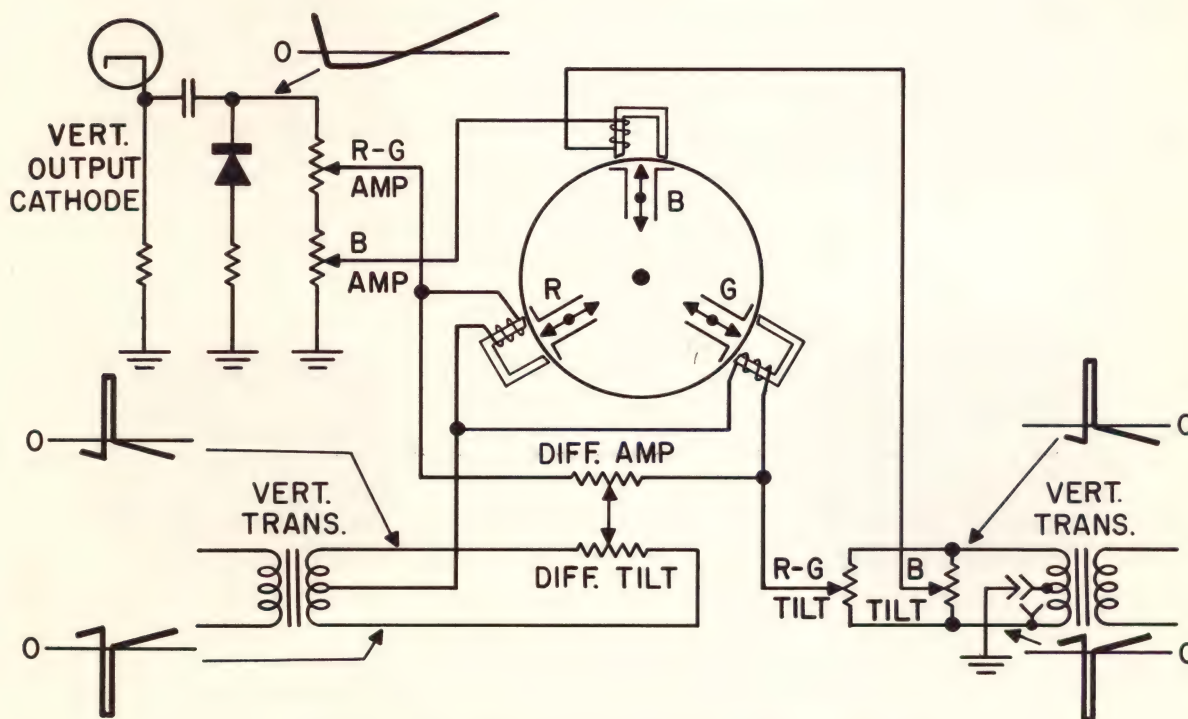 0
VERT.
OUTPUT
CATHODE
R-G
AMP
B
AMP
B
R
G
0
DIFF. AMP
0
VERT.
TRANS.
DIFF. TILT
R-G
TILT
B
TILT
VERT.
TRANS.
0
0